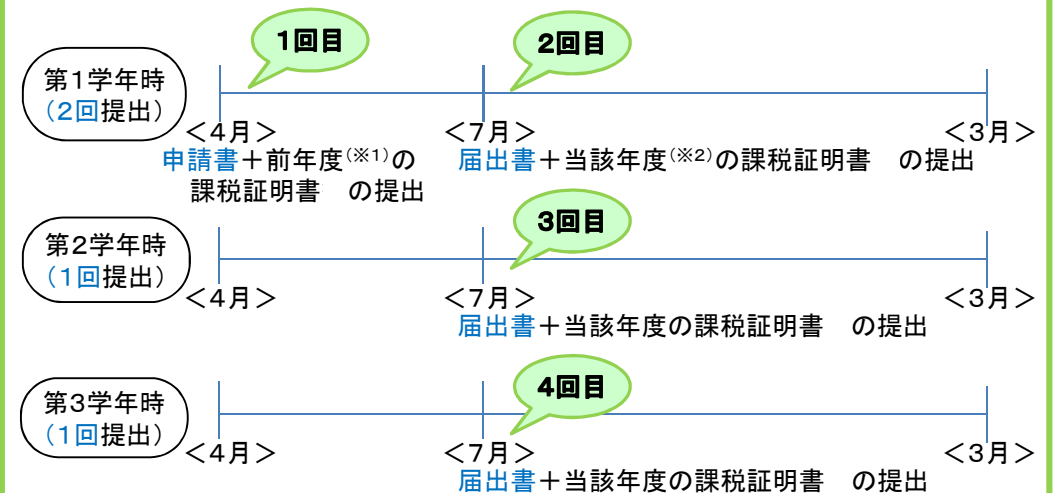 1回目
2回目
第1学年時
(2回提出)
<4月>
<7月>
<3月>
申請書+前年度(※1)の
課税証明書 の提出
届出書+当該年度(※2)の課税証明書 の提出
3回目
第2学年時
(1回提出)
<4月>
<7月>
<3月>
届出書+当該年度の課税証明書 の提出
4回目
第3学年時
(1回提出)
<4月>
<7月>
<3月>
届出書+当該年度の課税証明書 の提出